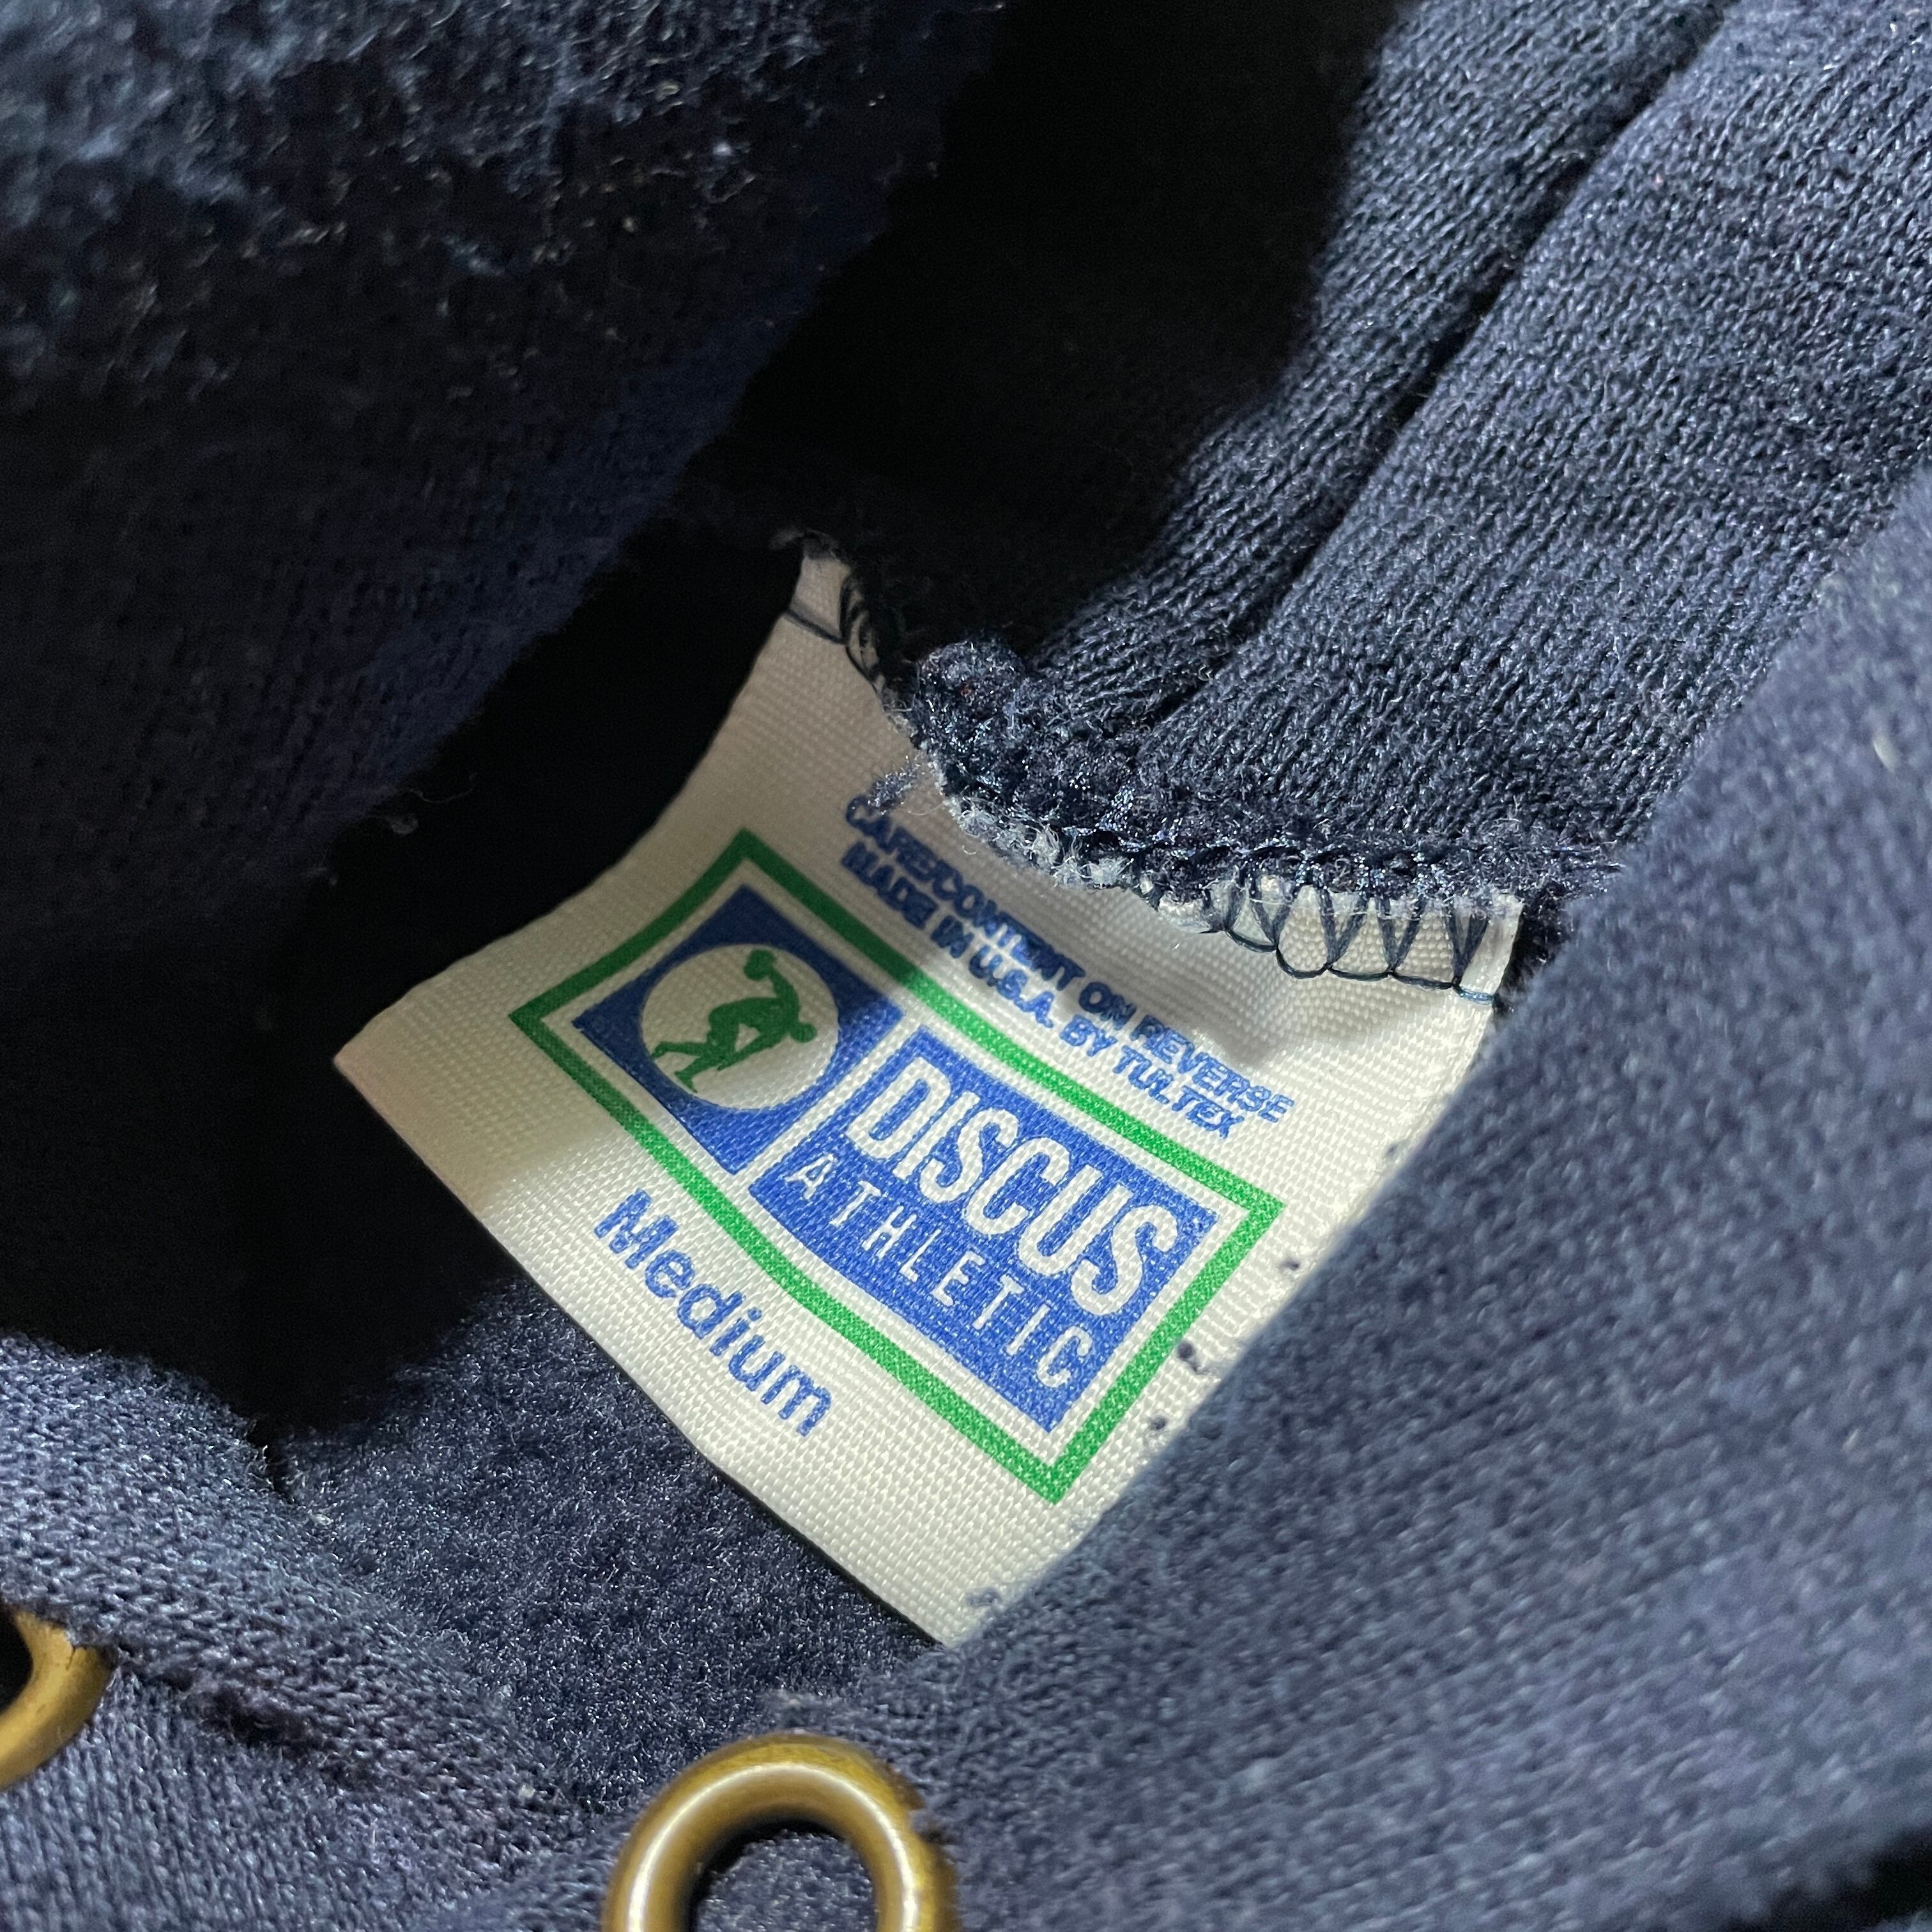 CARE/CONTENT ON REVERSE
MADE IN U.S.A. BY TULTEX
DISCUS
ATHLETIC
Medium